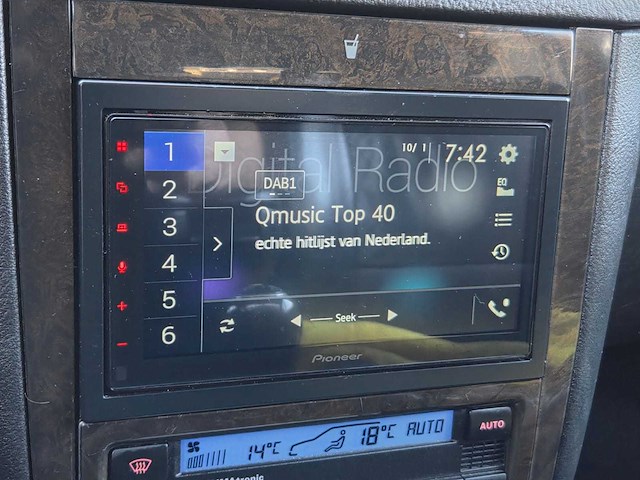 10/ 1 7:42
Digital Radio
DAB1
Qmusic Top 40
echte hitlijst van Nederland.
EQ
1
2
3
4
5
6
Seek
Pioneer
14°C 18°C AUTO
AUTO